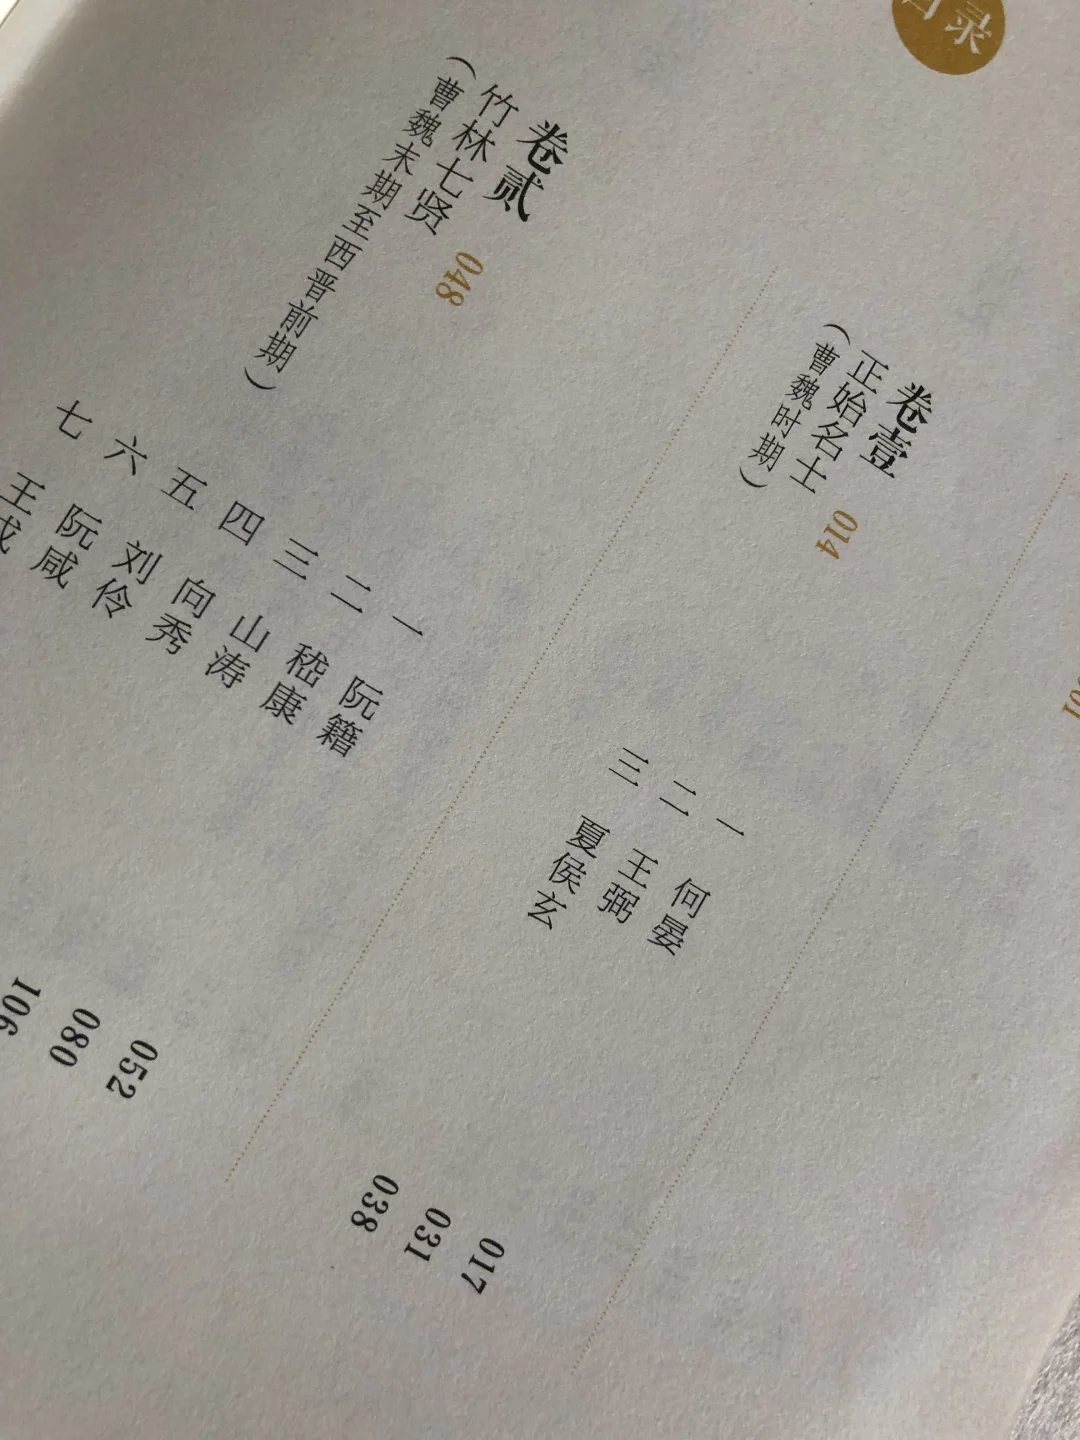 目录
卷壹
正始名士 014
(曹魏时期)
一 何晏 017
二 王弼 031
三 夏侯玄 038
卷贰
竹林七贤 048
(曹魏末期至西晋前期)
一 阮籍 052
二 嵇康 080
三 山涛 106
四 向秀
五 刘伶
六 阮咸
七 王戎